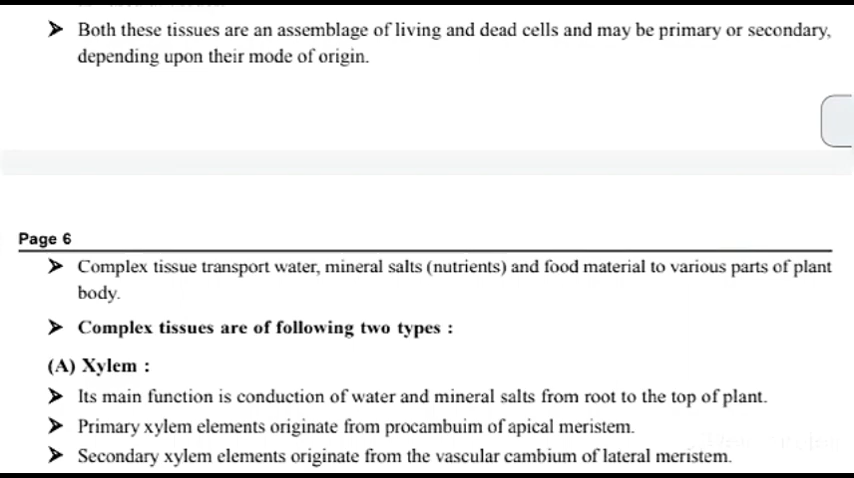 ➤ Both these tissues are an assemblage of living and dead cells and may be primary or secondary,
depending upon their mode of origin.
Page 6
➤ Complex tissue transport water, mineral salts (nutrients) and food material to various parts of plant
body.
➤ Complex tissues are of following two types :
(A) Xylem :
➤ Its main function is conduction of water and mineral salts from root to the top of plant.
➤ Primary xylem elements originate from procambuim of apical meristem.
➤ Secondary xylem elements originate from the vascular cambium of lateral meristem.